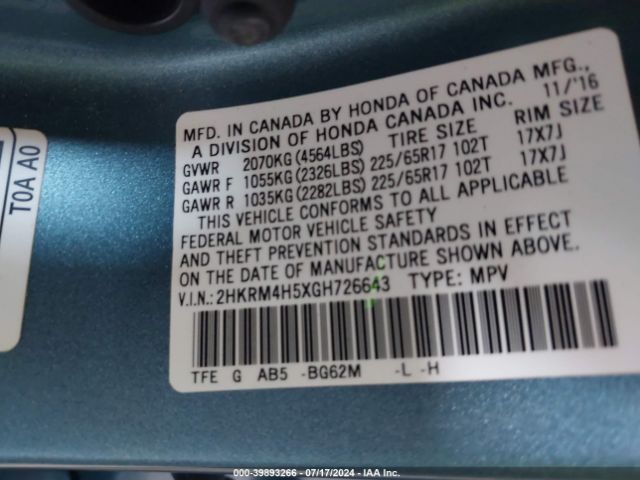 MFD. IN CANADA BY HONDA OF CANADA MFG.,
A DIVISION OF HONDA CANADA INC. 11/'16
GVWR 2070KG (4564LBS) TIRE SIZE RIM SIZE
GAWR F 1055KG (2326LBS) 225/65R17 102T 17X7J
GAWR R 1035KG (2282LBS) 225/65R17 102T 17X7J
THIS VEHICLE CONFORMS TO ALL APPLICABLE
FEDERAL MOTOR VEHICLE SAFETY
AND THEFT PREVENTION STANDARDS IN EFFECT
ON THE DATE OF MANUFACTURE SHOWN ABOVE.
V.I.N.: 2HKRM4H5XGH726643 TYPE: MPV
TFE G AB5 -BG62M -L -H
TOA AO
000-39893266 - 07/17/2024 - IAA Inc.